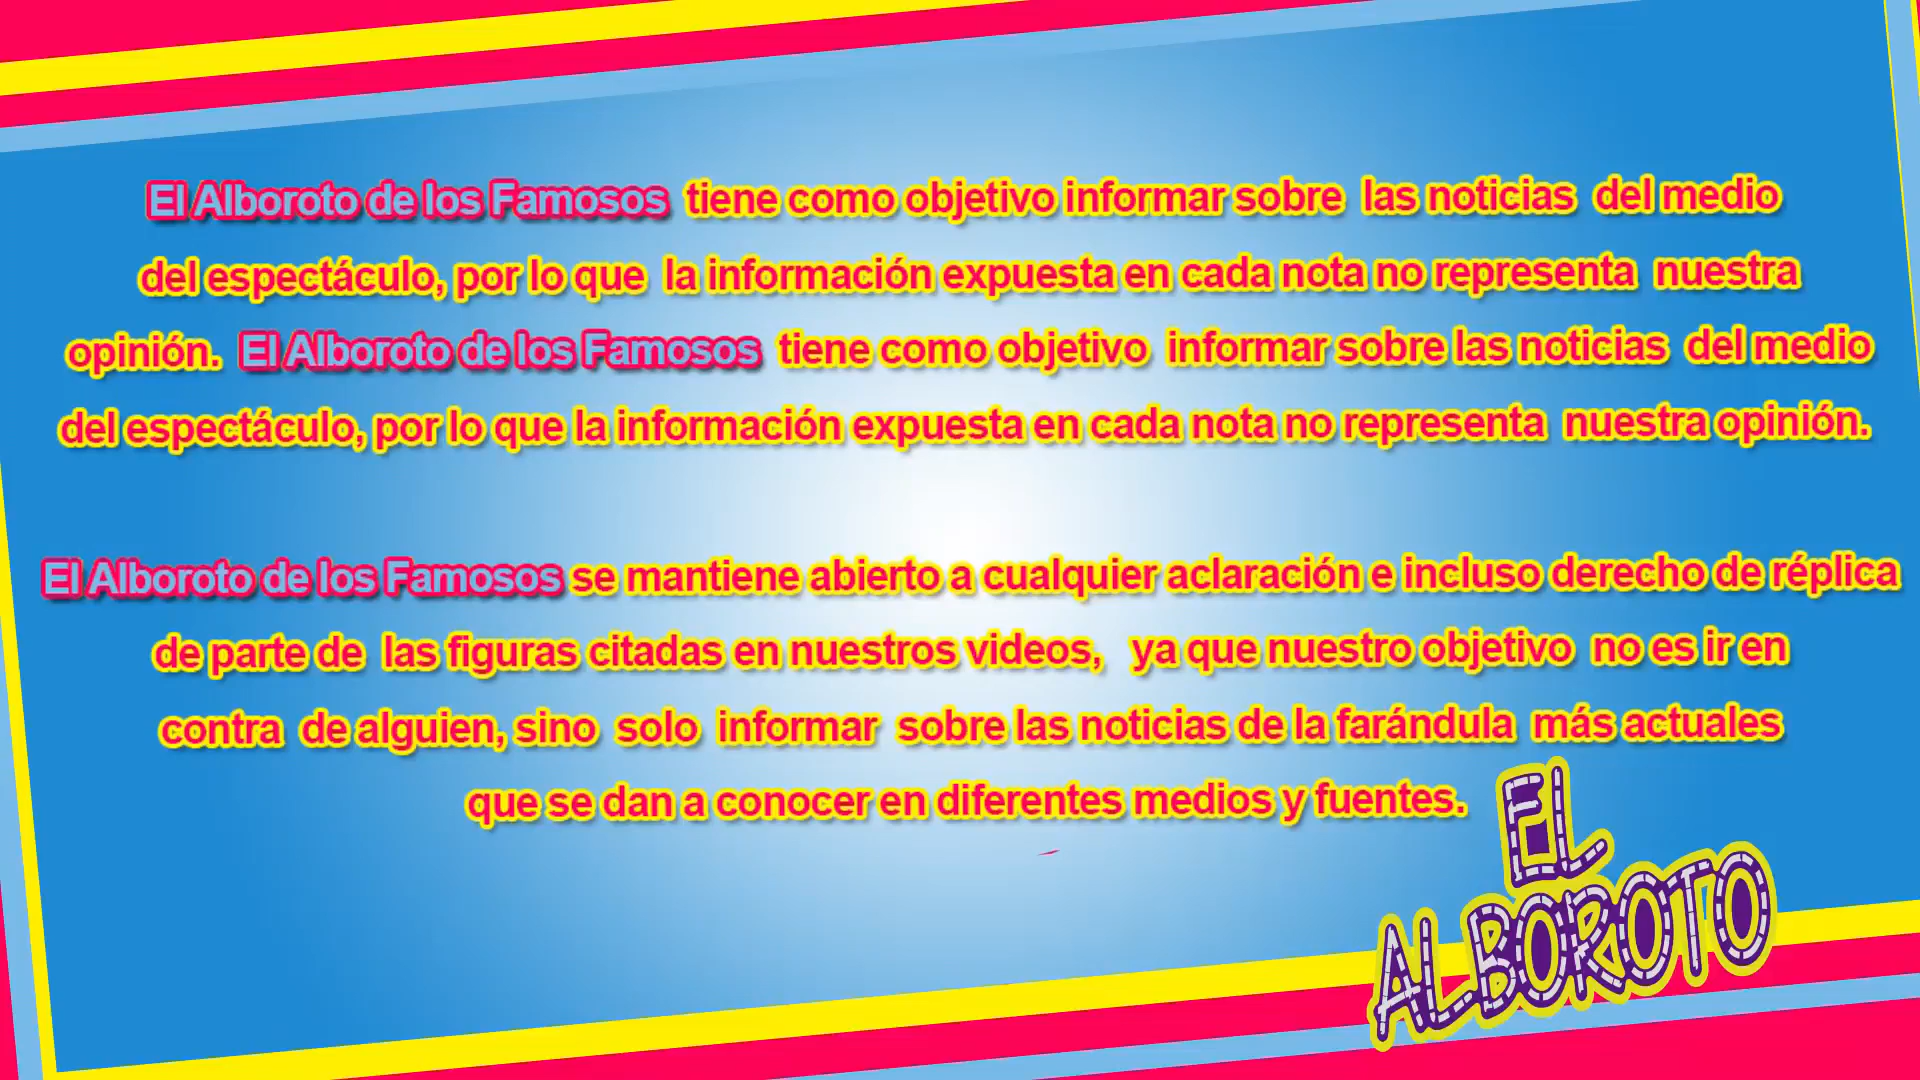 El Alboroto de los Famosos tiene como objetivo informar sobre las noticias del medio
del espectáculo, por lo que la información expuesta en cada nota no representa nuestra
opinión. El Alboroto de los Famosos tiene como objetivo informar sobre las noticias del medio
del espectáculo, por lo que la información expuesta en cada nota no representa nuestra opinión.
El Alboroto de los Famosos se mantiene abierto a cualquier aclaración e incluso derecho de réplica
de parte de las figuras citadas en nuestros videos, ya que nuestro objetivo no es ir en
contra de alguien, sino solo informar sobre las noticias de la farándula más actuales
que se dan a conocer en diferentes medios y fuentes.
EL
ALBOROTO